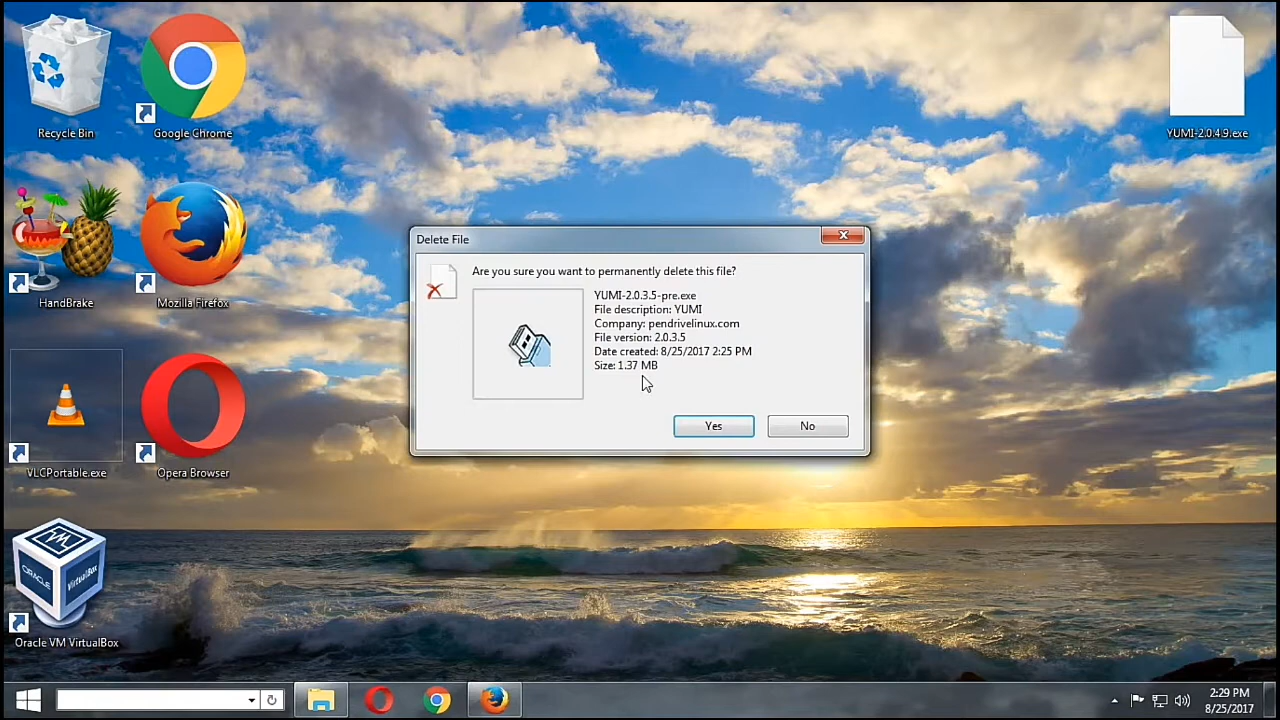 Recycle Bin
Google Chrome
YUMI-2.0.4.9.exe
HandBrake
Mozilla Firefox
Delete File
Are you sure you want to permanently delete this file?
YUMI-2.0.3.5-pre.exe
File description: YUMI
Company: pendrivelinux.com
File version: 2.0.3.5
Date created: 8/25/2017 2:25 PM
Size: 1.37 MB
Yes
No
VLCPortable.exe
Opera Browser
ORACLE
VirtualBox
Oracle VM VirtualBox
2:29 PM
8/25/2017